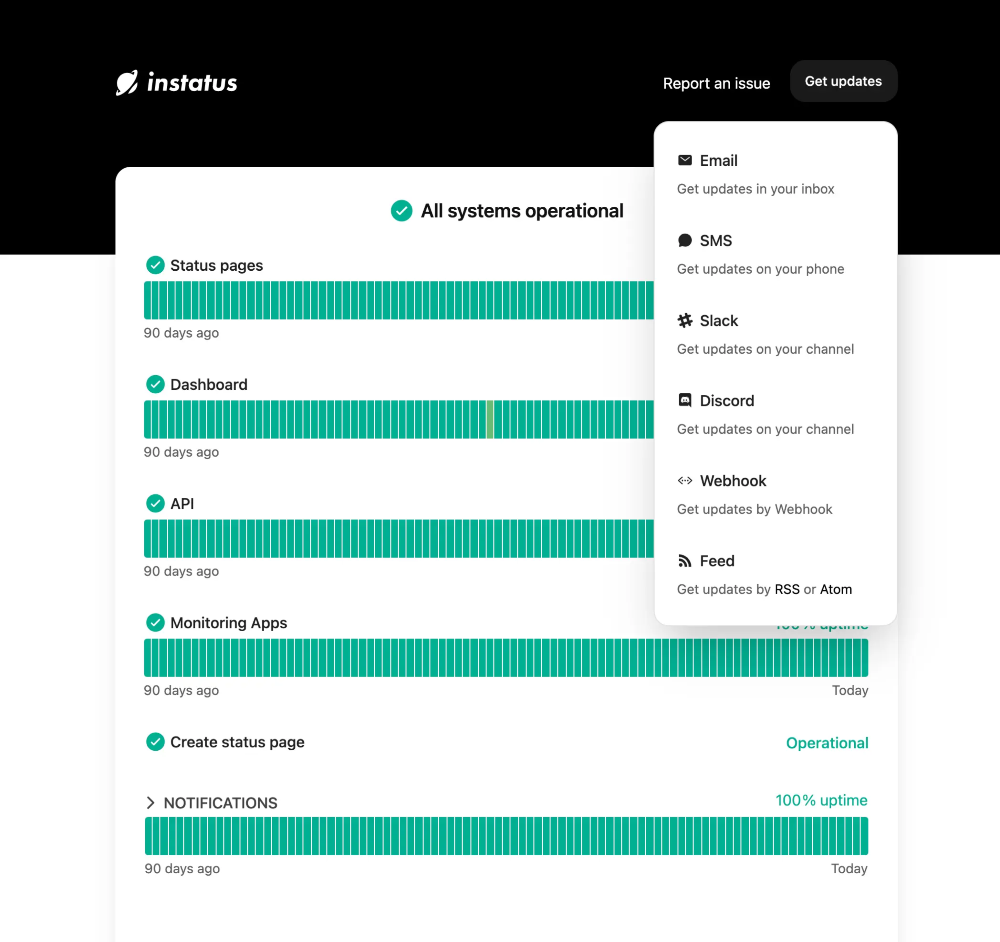 instatus
Report an issue
Get updates
Email
Get updates in your inbox
SMS
Get updates on your phone
Slack
Get updates on your channel
Discord
Get updates on your channel
Webhook
Get updates by Webhook
Feed
Get updates by RSS or Atom
All systems operational
Status pages
90 days ago
Dashboard
90 days ago
API
90 days ago
Monitoring Apps
100% uptime
90 days ago
Today
Create status page
Operational
NOTIFICATIONS
100% uptime
90 days ago
Today